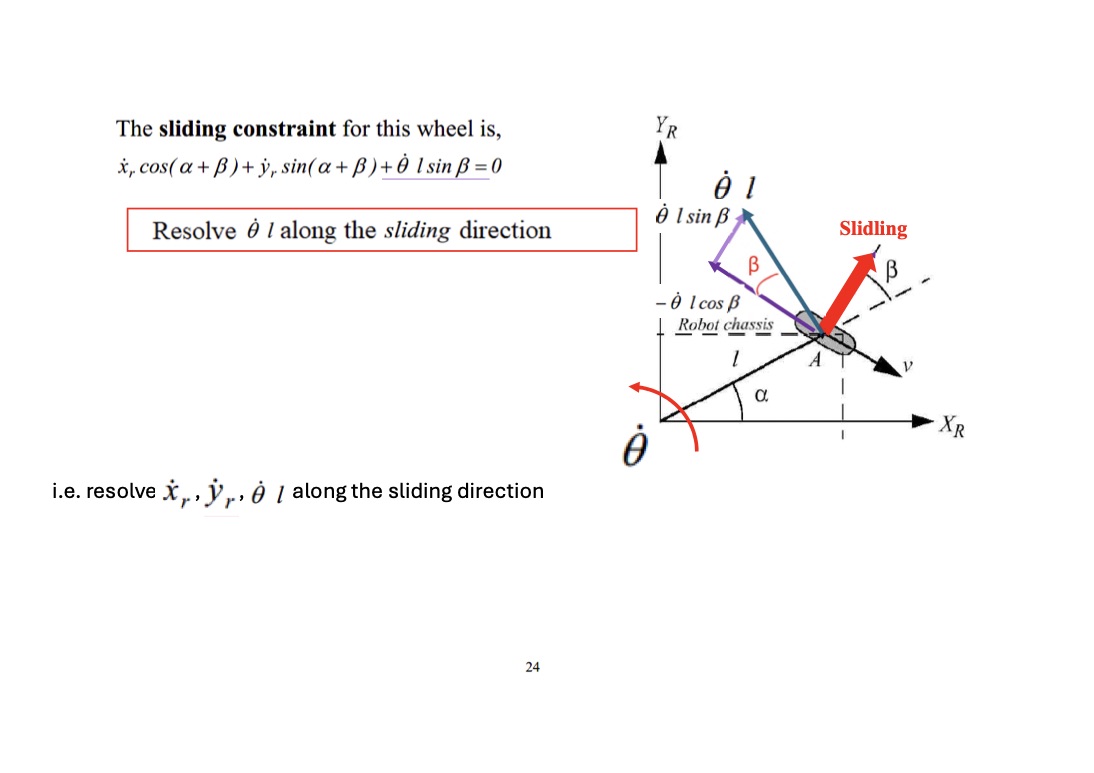 The sliding constraint for this wheel is,
ẋr cos( α + β ) + ẏr sin( α + β ) + θ̇ l sin β = 0
Resolve θ̇ l along the sliding direction
YR
θ̇ l
θ̇ l sin β
Slidling
β
β
– θ̇ l cos β
Robot chassis
l
A
v
α
XR
θ̇
i.e. resolve ẋr, ẏr, θ̇ l along the sliding direction
24